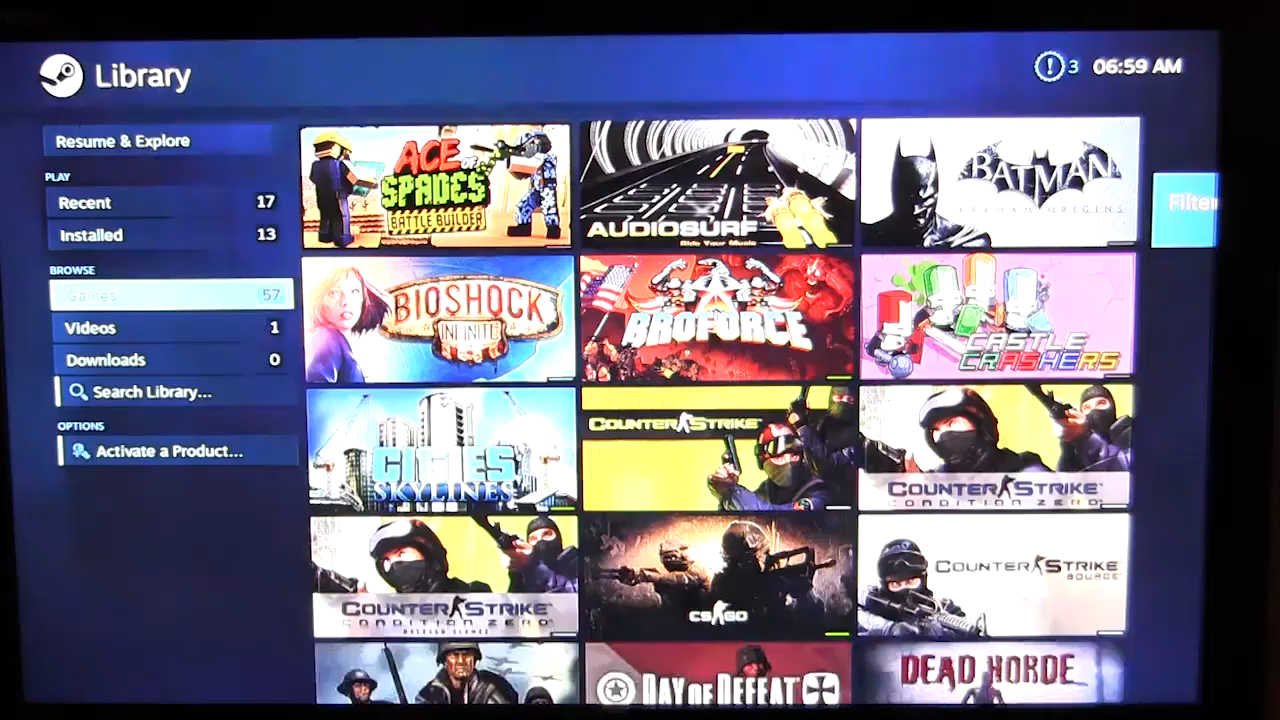 Library
3 06:59 AM
Resume & Explore
PLAY
Recent 17
Installed 13
BROWSE
Games 57
Videos 1
Downloads 0
Search Library...
OPTIONS
Activate a Product...
Filter
ACE OF
SPADES
BATTLE BUILDER
AUDIOSURF
Ride Your Music
BATMAN
ARKHAM ORIGINS
BIOSHOCK
INFINITE
BROFORCE
CASTLE
CRASHERS
CITIES
SKYLINES
COUNTER STRIKE
COUNTER STRIKE
CONDITION ZERO
COUNTER STRIKE
CONDITION ZERO
DELETED SCENES
CS GO
COUNTER STRIKE
SOURCE
DAY OF DEFEAT
DEAD HORDE